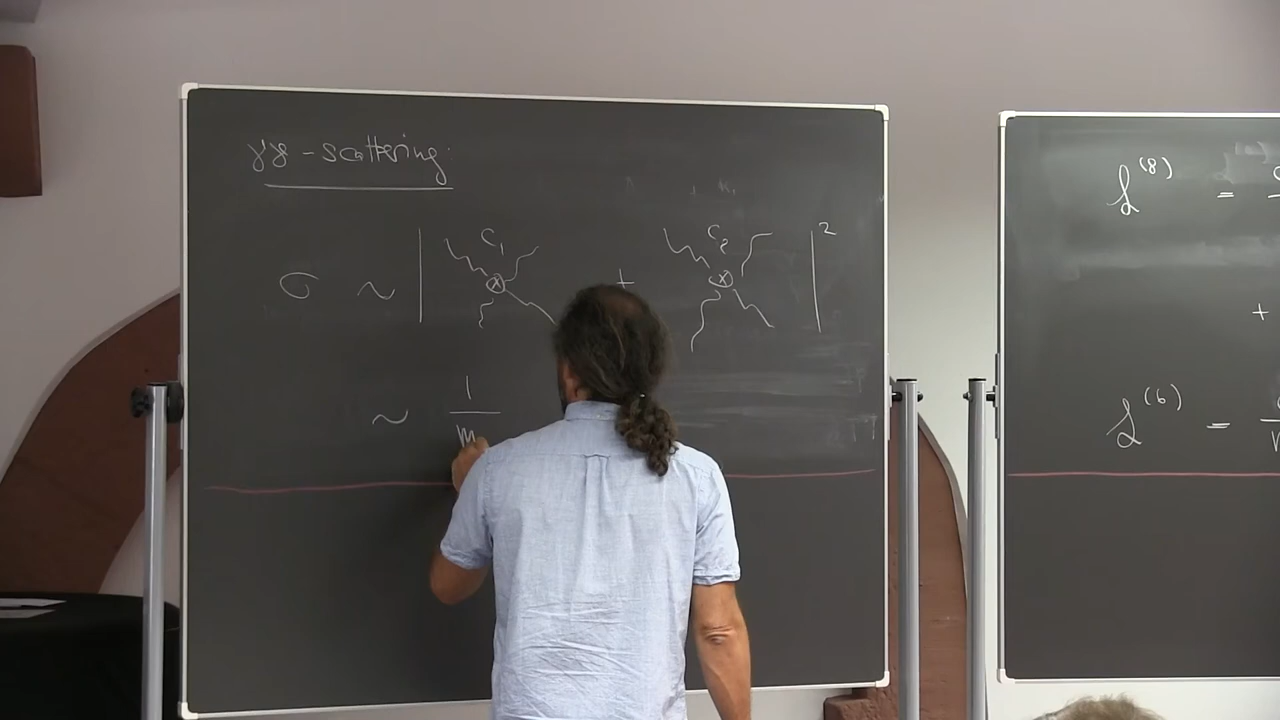 γγ - scattering
C₁ C₂
σ ~ | + |²
~ 1/m
ℒ⁽⁸⁾ =
+
ℒ⁽⁶⁾ =